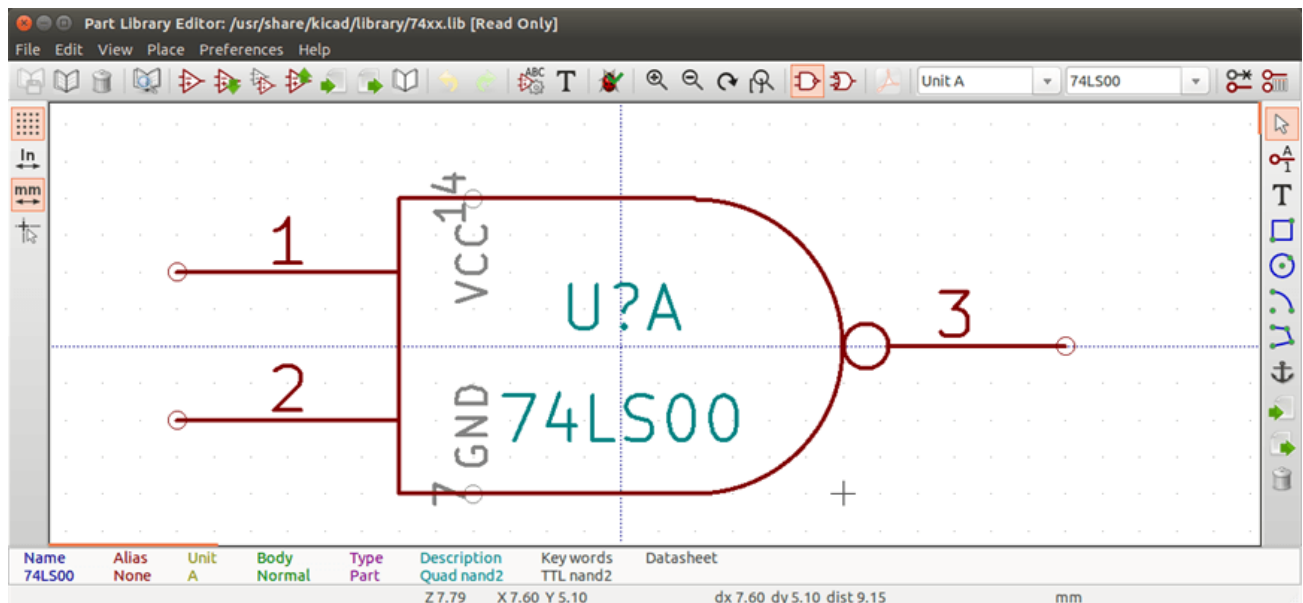 Part Library Editor: /usr/share/kicad/library/74xx.lib [Read Only]
File Edit View Place Preferences Help
ABC T Unit A 74LS00
In
mm
A
1
T
14
VCC
1
U?A
3
2
GND
74LS00
7
Name Alias Unit Body Type Description Key words Datasheet
74LS00 None A Normal Part Quad nand2 TTL nand2
Z 7.79 X 7.60 Y 5.10 dx 7.60 dy 5.10 dist 9.15 mm